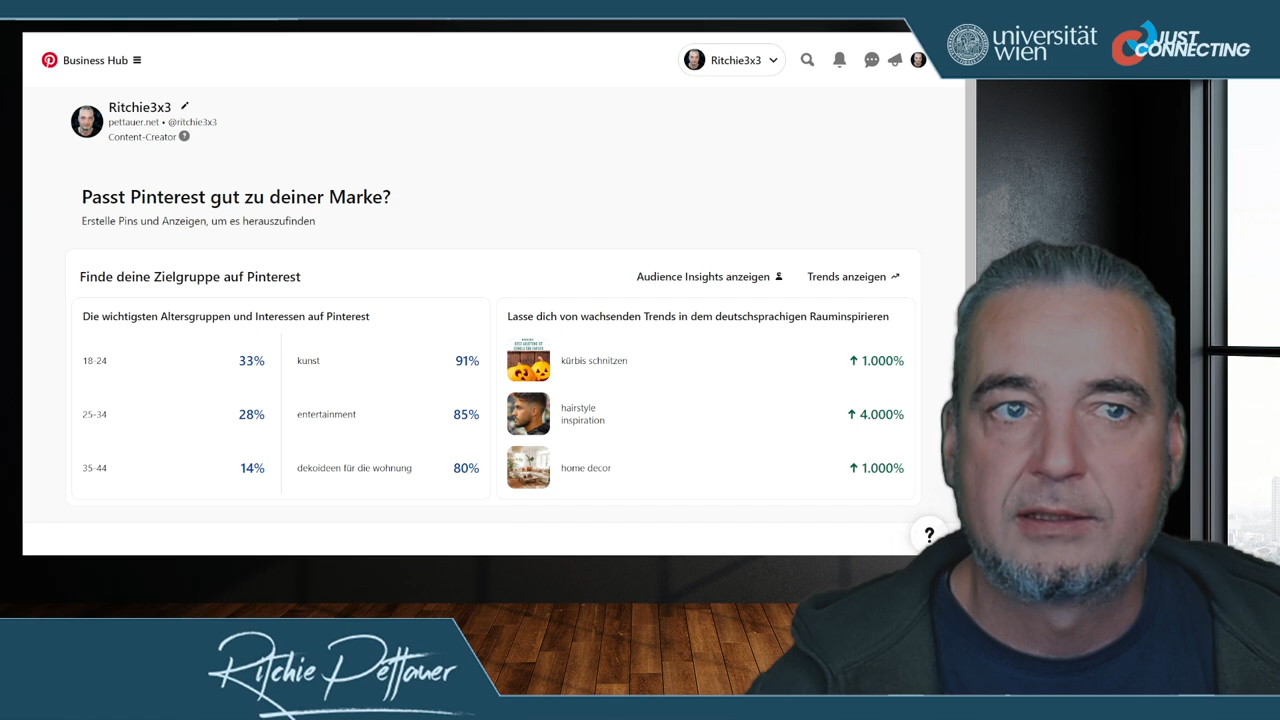 universität
wien
JUST
CONNECTING
Business Hub
Ritchie3x3
Ritchie3x3
pettauer.net • @ritchie3x3
Content-Creator ?
Passt Pinterest gut zu deiner Marke?
Erstelle Pins und Anzeigen, um es herauszufinden
Finde deine Zielgruppe auf Pinterest
Audience Insights anzeigen
Trends anzeigen
Die wichtigsten Altersgruppen und Interessen auf Pinterest
18-24 33%
25-34 28%
35-44 14%
kunst 91%
entertainment 85%
dekoideen für die wohnung 80%
Lasse dich von wachsenden Trends in dem deutschsprachigen Rauminspirieren
kürbis schnitzen 1.000%
hairstyle
inspiration 4.000%
home decor 1.000%
?
Ritchie Pettauer